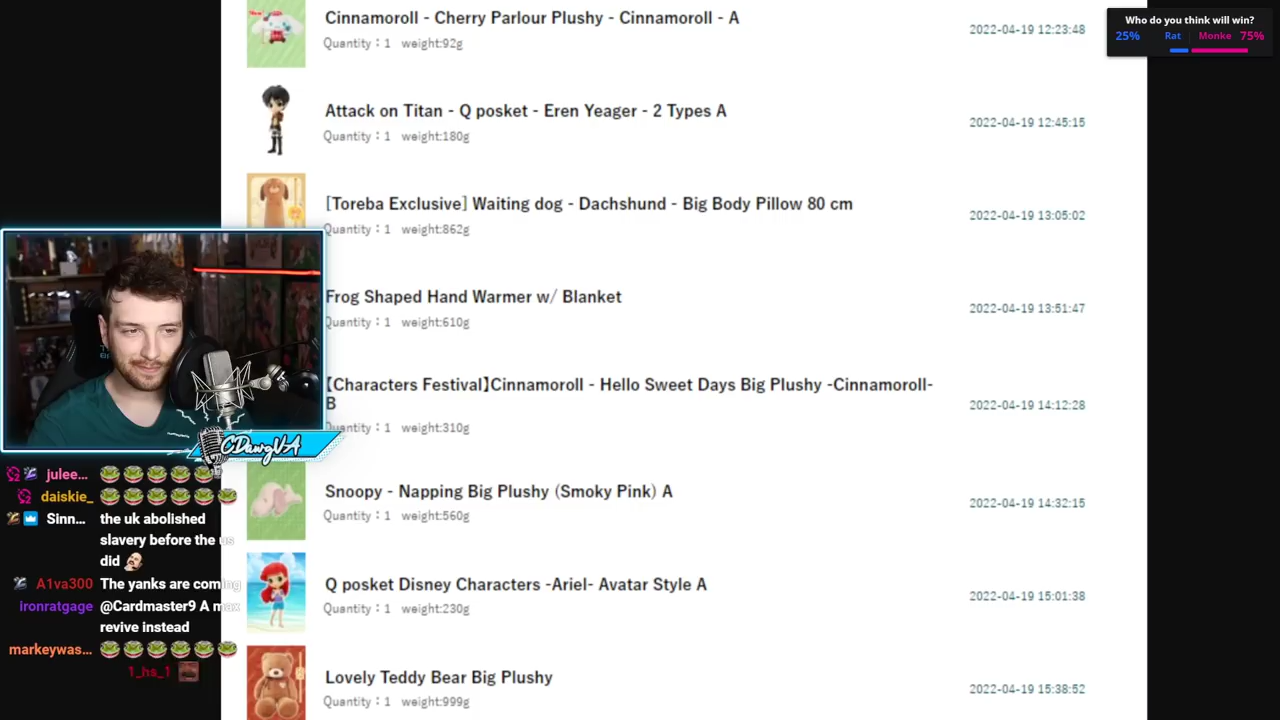 Cinnamoroll - Cherry Parlour Plushy - Cinnamoroll - A
Quantity：1 weight:92g
2022-04-19 12:23:48
Who do you think will win?
25% Rat Monke 75%
Attack on Titan - Q posket - Eren Yeager - 2 Types A
Quantity：1 weight:180g
2022-04-19 12:45:15
[Toreba Exclusive] Waiting dog - Dachshund - Big Body Pillow 80 cm
Quantity：1 weight:862g
2022-04-19 13:05:02
Frog Shaped Hand Warmer w/ Blanket
Quantity：1 weight:610g
2022-04-19 13:51:47
【Characters Festival】Cinnamoroll - Hello Sweet Days Big Plushy -Cinnamoroll-
B
Quantity：1 weight:310g
2022-04-19 14:12:28
CDawgVA
Snoopy - Napping Big Plushy (Smoky Pink) A
Quantity：1 weight:560g
2022-04-19 14:32:15
Q posket Disney Characters -Ariel- Avatar Style A
Quantity：1 weight:230g
2022-04-19 15:01:38
Lovely Teddy Bear Big Plushy
Quantity：1 weight:999g
2022-04-19 15:38:52
julee...
daiskie_
Sinn... the uk abolished
slavery before the us
did
A1va300 The yanks are coming
ironratgage @Cardmaster9 A max
revive instead
markeywas...
1_hs_1